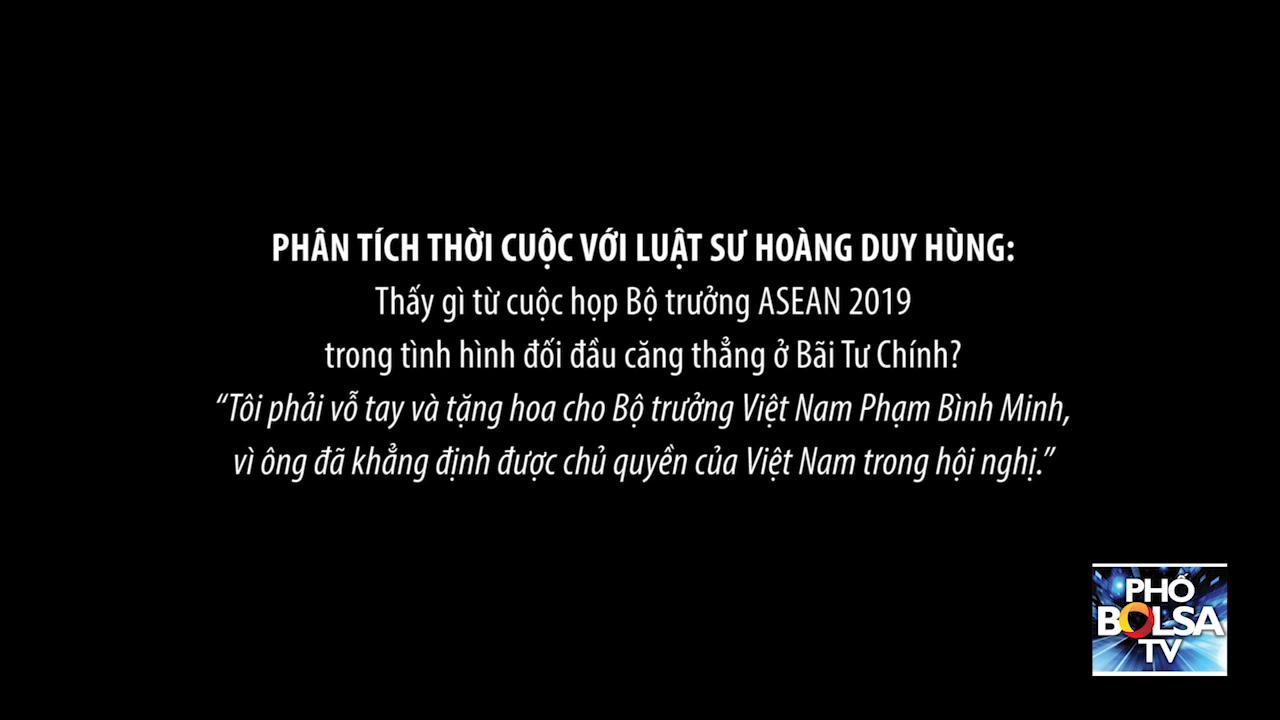 PHÂN TÍCH THỜI CUỘC VỚI LUẬT SƯ HOÀNG DUY HÙNG:
Thấy gì từ cuộc họp Bộ trưởng ASEAN 2019
trong tình hình đối đầu căng thẳng ở Bãi Tư Chính?
“Tôi phải vỗ tay và tặng hoa cho Bộ trưởng Việt Nam Phạm Bình Minh,
vì ông đã khẳng định được chủ quyền của Việt Nam trong hội nghị.”
PHỐ
BOLSA
TV